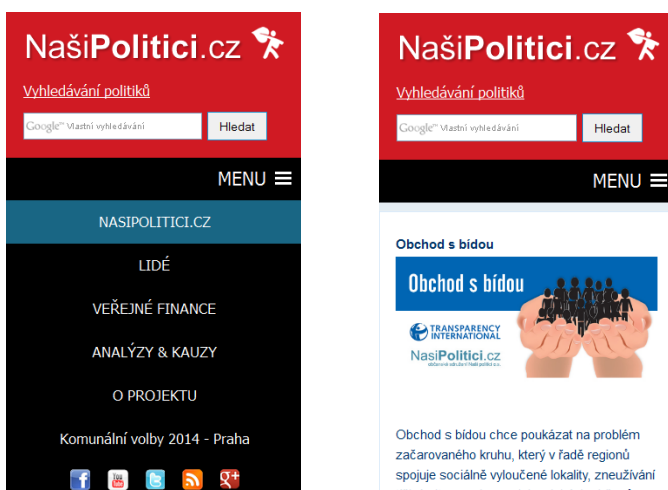 NašiPolitici.cz
Vyhledávání politiků
Google™ Vlastní vyhledávání
Hledat
MENU
NASIPOLITICI.CZ
LIDÉ
VEŘEJNÉ FINANCE
ANALÝZY & KAUZY
O PROJEKTU
Komunální volby 2014 - Praha
f
You Tube
g+
NašiPolitici.cz
Vyhledávání politiků
Google™ Vlastní vyhledávání
Hledat
MENU
Obchod s bídou
Obchod s bídou
TRANSPARENCY
INTERNATIONAL
NasiPolitici.cz
Obchod s bídou chce poukázat na problém
začarovaného kruhu, který v řadě regionů
spojuje sociálně vyloučené lokality, zneužívání